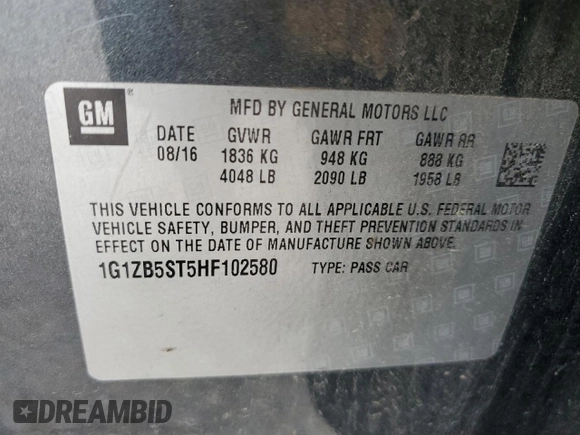 GM ®
MFD BY GENERAL MOTORS LLC
DATE GVWR GAWR FRT GAWR RR
08/16 1836 KG 948 KG 888 KG
4048 LB 2090 LB 1958 LB
THIS VEHICLE CONFORMS TO ALL APPLICABLE U.S. FEDERAL MOTOR
VEHICLE SAFETY, BUMPER, AND THEFT PREVENTION STANDARDS
IN EFFECT ON THE DATE OF MANUFACTURE SHOWN ABOVE.
1G1ZB5ST5HF102580 TYPE: PASS CAR
DREAMBID